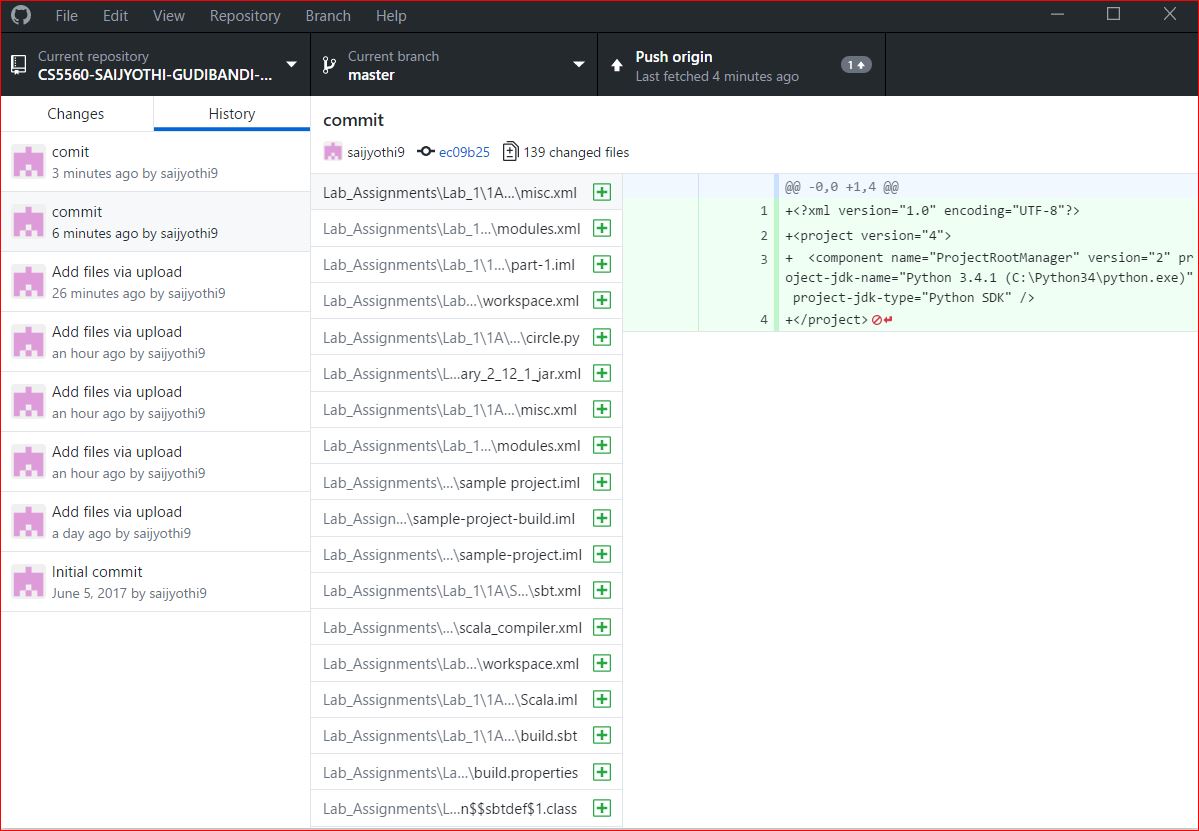 File Edit View Repository Branch Help
Current repository
CS5560-SAIJYOTHI-GUDIBANDI-...
Current branch
master
Push origin
Last fetched 4 minutes ago
1
Changes
History
comit
3 minutes ago by saijyothi9
commit
6 minutes ago by saijyothi9
Add files via upload
26 minutes ago by saijyothi9
Add files via upload
an hour ago by saijyothi9
Add files via upload
an hour ago by saijyothi9
Add files via upload
an hour ago by saijyothi9
Add files via upload
a day ago by saijyothi9
Initial commit
June 5, 2017 by saijyothi9
commit
saijyothi9 ec09b25 139 changed files
Lab_Assignments\Lab_1\1A...\misc.xml
Lab_Assignments\Lab_1...\modules.xml
Lab_Assignments\Lab_1\1...\part-1.iml
Lab_Assignments\Lab...\workspace.xml
Lab_Assignments\Lab_1\1A\...\circle.py
Lab_Assignments\L...ary_2_12_1_jar.xml
Lab_Assignments\Lab_1\1A...\misc.xml
Lab_Assignments\Lab_1...\modules.xml
Lab_Assignments\...\sample project.iml
Lab_Assign...\sample-project-build.iml
Lab_Assignments\...\sample-project.iml
Lab_Assignments\Lab_1\1A\S...\sbt.xml
Lab_Assignments\...\scala_compiler.xml
Lab_Assignments\Lab...\workspace.xml
Lab_Assignments\Lab_1\1A...\Scala.iml
Lab_Assignments\Lab_1\1A...\build.sbt
Lab_Assignments\La...\build.properties
Lab_Assignments\L...n$$sbtdef$1.class
@@ -0,0 +1,4 @@
1 +<?xml version="1.0" encoding="UTF-8"?>
2 +<project version="4">
3 +  <component name="ProjectRootManager" version="2" pr
oject-jdk-name="Python 3.4.1 (C:\Python34\python.exe)"
project-jdk-type="Python SDK" />
4 +</project>